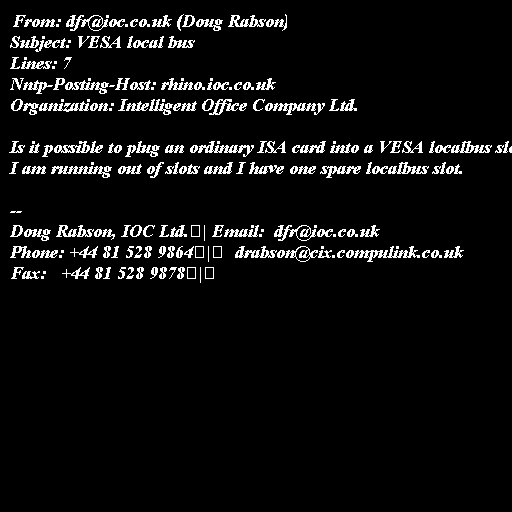 From: dfr@ioc.co.uk (Doug Rabson)
Subject: VESA local bus
Lines: 7
Nntp-Posting-Host: rhino.ioc.co.uk
Organization: Intelligent Office Company Ltd.

Is it possible to plug an ordinary ISA card into a VESA localbus
I am running out of slots and I have one spare localbus slot.

--
Doug Rabson, IOC Ltd. | Email:  dfr@ioc.co.uk
Phone: +44 81 528 9864 |  drabson@cix.compulink.co.uk
Fax:   +44 81 528 9878 |